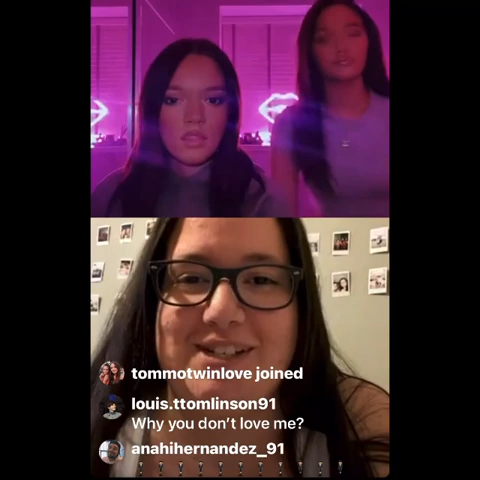 tommotwinlove joined
louis.ttomlinson91
Why you don't love me?
anahihernandez_91